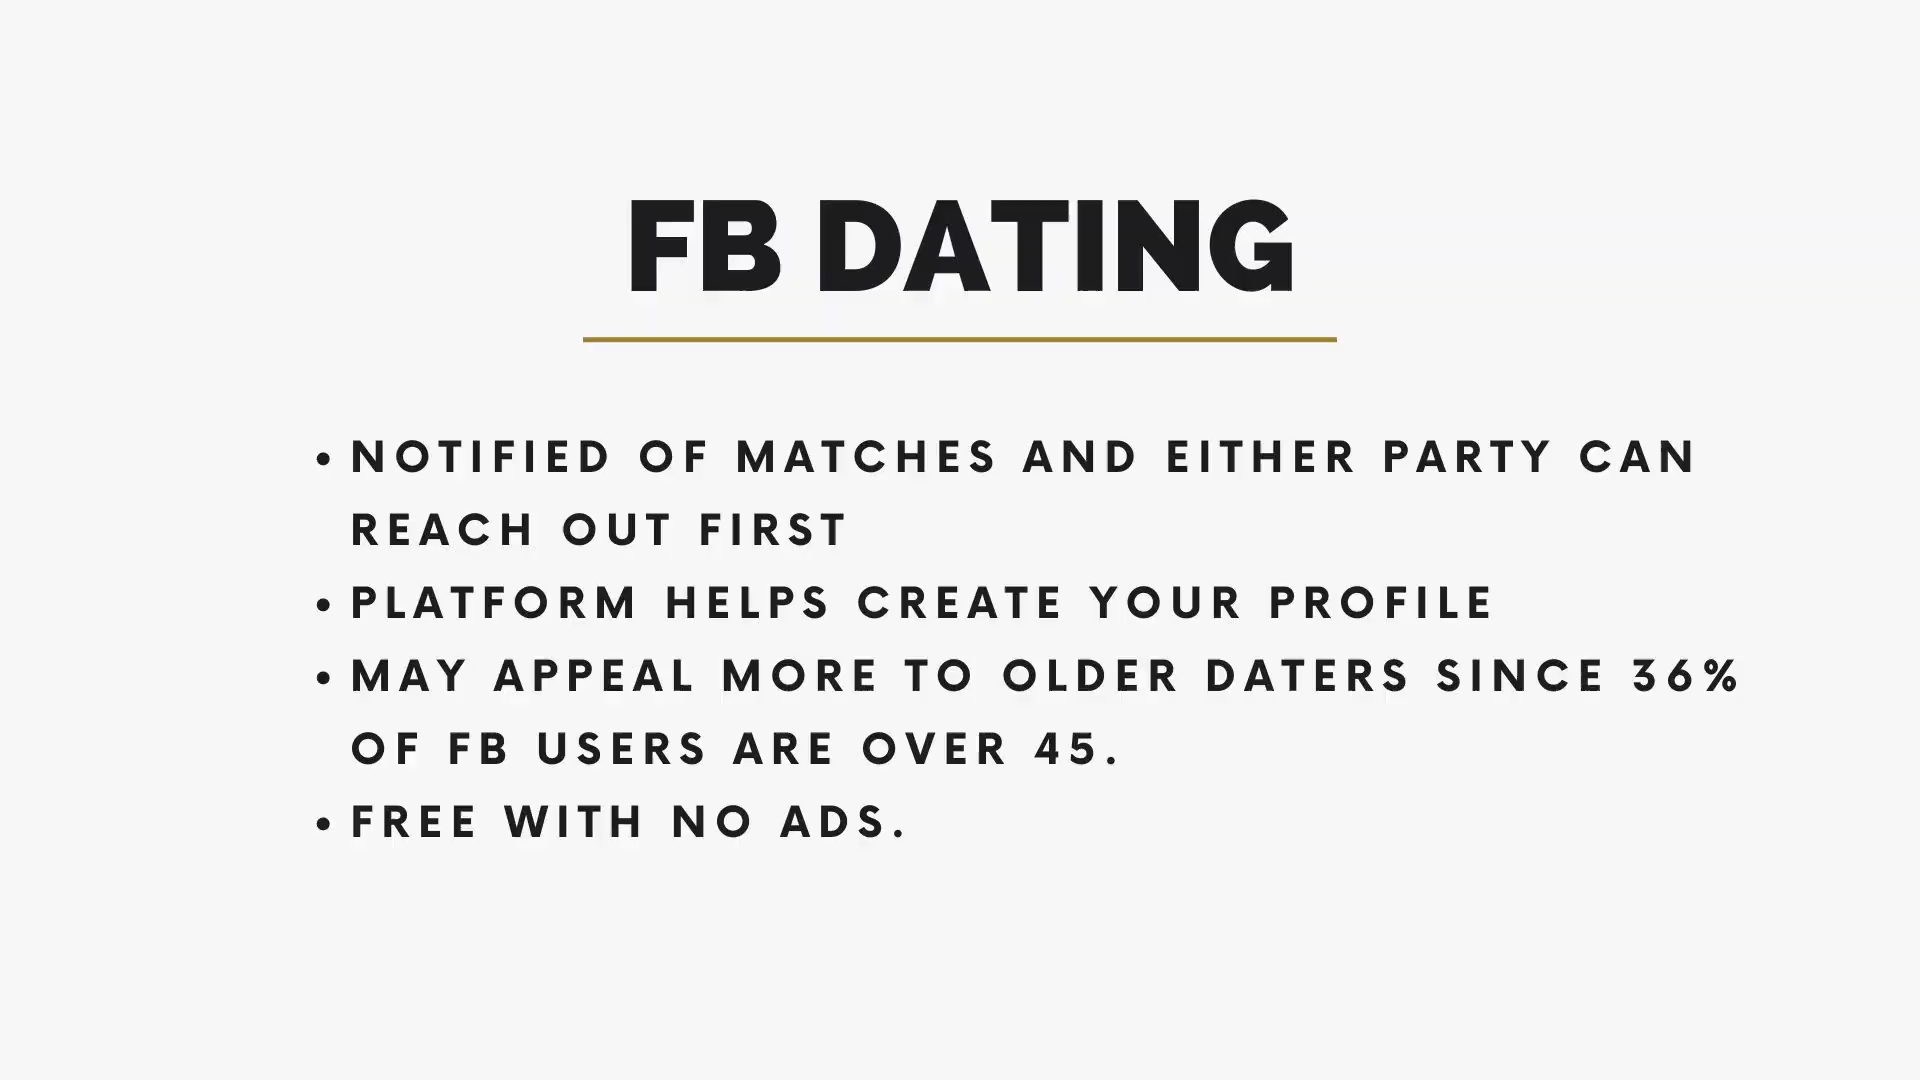 FB DATING
• NOTIFIED OF MATCHES AND EITHER PARTY CAN
REACH OUT FIRST
• PLATFORM HELPS CREATE YOUR PROFILE
• MAY APPEAL MORE TO OLDER DATERS SINCE 36%
OF FB USERS ARE OVER 45.
• FREE WITH NO ADS.